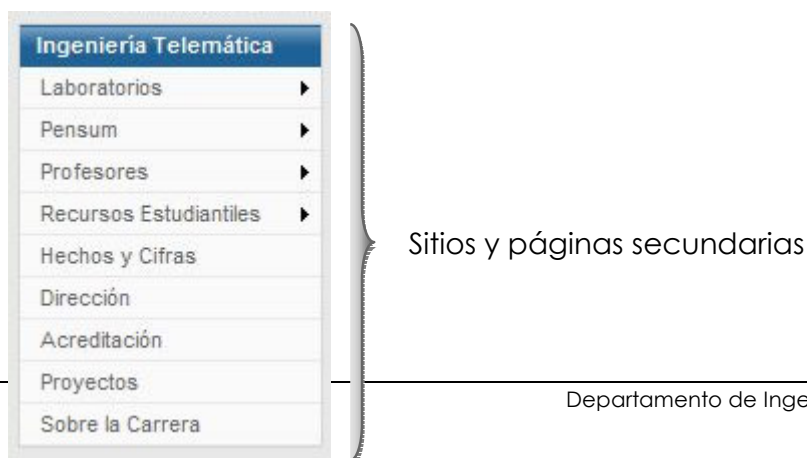 Ingeniería Telemática
Laboratorios
Pensum
Profesores
Recursos Estudiantiles
Hechos y Cifras
Dirección
Acreditación
Proyectos
Sobre la Carrera
Sitios y páginas secundarias
Departamento de Inge